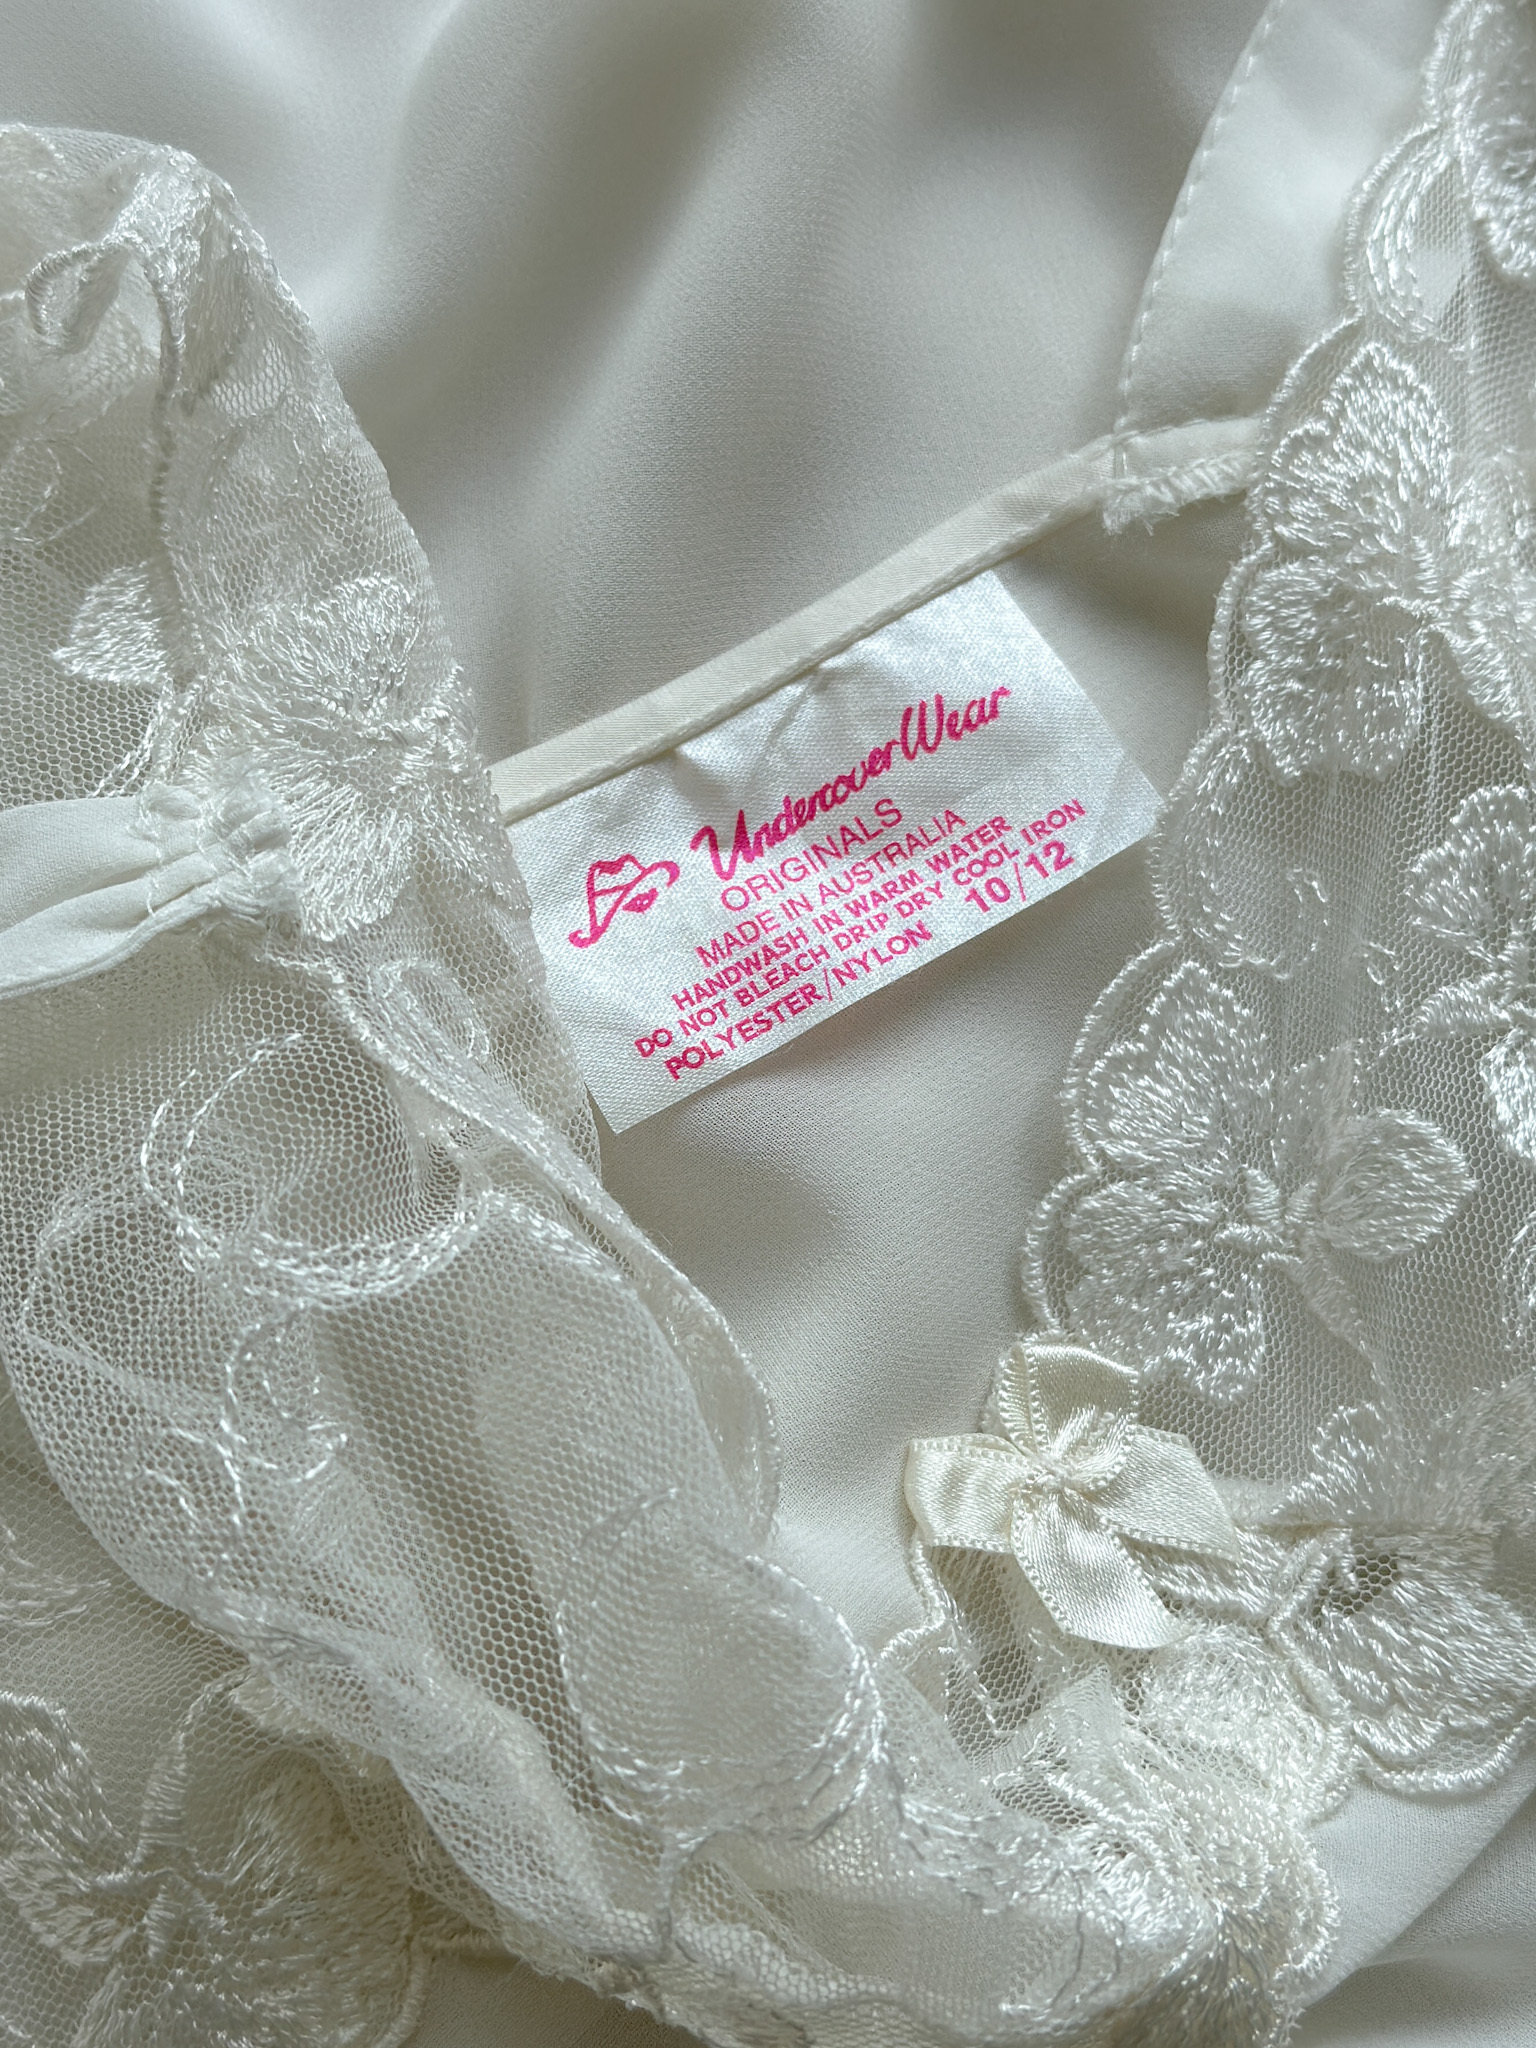 UndercoverWear
ORIGINALS
MADE IN AUSTRALIA
HANDWASH IN WARM WATER
DO NOT BLEACH DRIP DRY COOL IRON
POLYESTER/NYLON 10/12